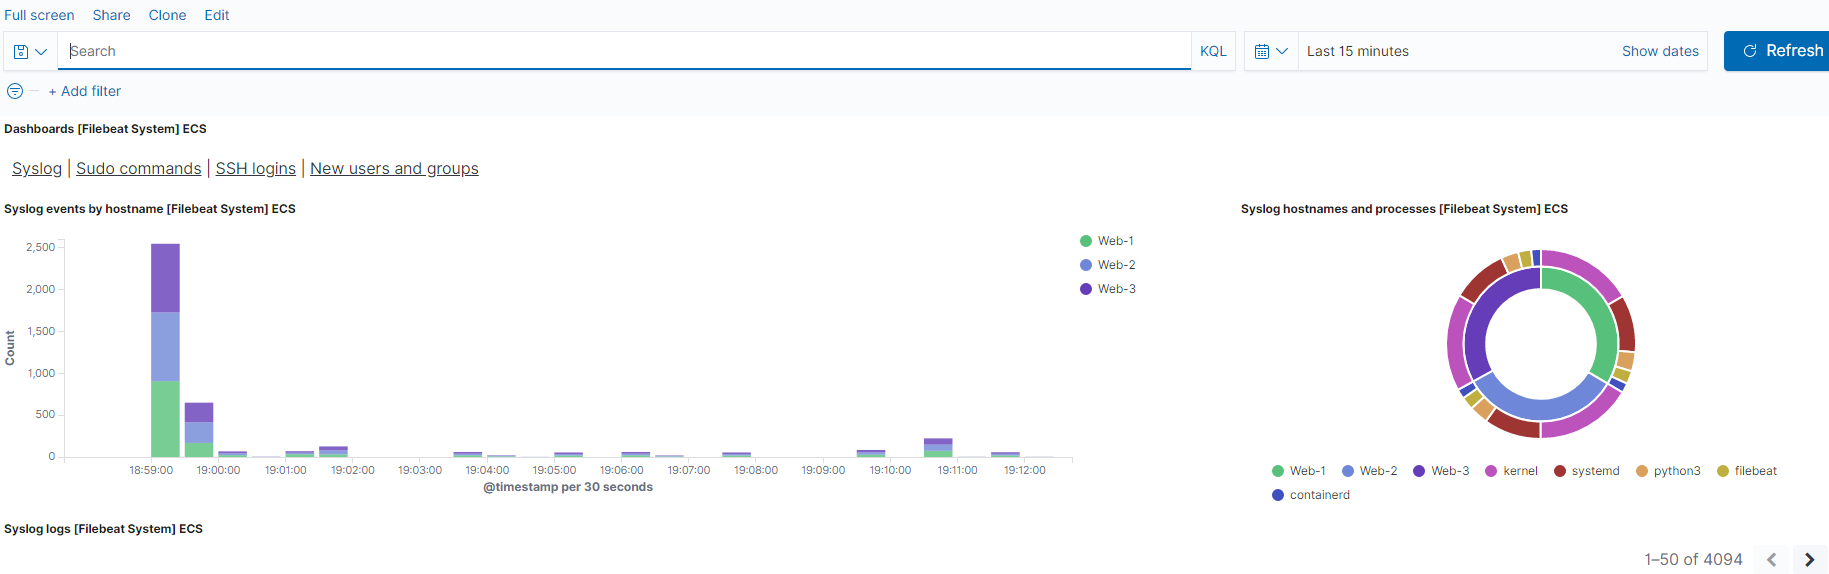 Full screen Share Clone Edit
Search KQL Last 15 minutes Show dates Refresh
+ Add filter
Dashboards [Filebeat System] ECS
Syslog | Sudo commands | SSH logins | New users and groups
Syslog events by hostname [Filebeat System] ECS
2,500
2,000
1,500
1,000
500
0
Count
18:59:00 19:00:00 19:01:00 19:02:00 19:03:00 19:04:00 19:05:00 19:06:00 19:07:00 19:08:00 19:09:00 19:10:00 19:11:00 19:12:00
@timestamp per 30 seconds
Web-1
Web-2
Web-3
Syslog hostnames and processes [Filebeat System] ECS
Web-1 Web-2 Web-3 kernel systemd python3 filebeat
containerd
Syslog logs [Filebeat System] ECS
1–50 of 4094